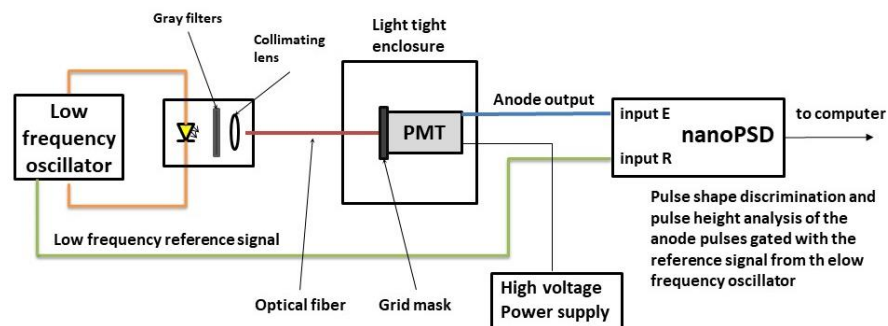 Gray filters
Collimating
lens
Light tight
enclosure
Low
frequency
oscillator
PMT
Anode output
input E
nanoPSD
input R
to computer
Low frequency reference signal
Optical fiber
Grid mask
High voltage
Power supply
Pulse shape discrimination and
pulse height analysis of the
anode pulses gated with the
reference signal from th elow
frequency oscillator